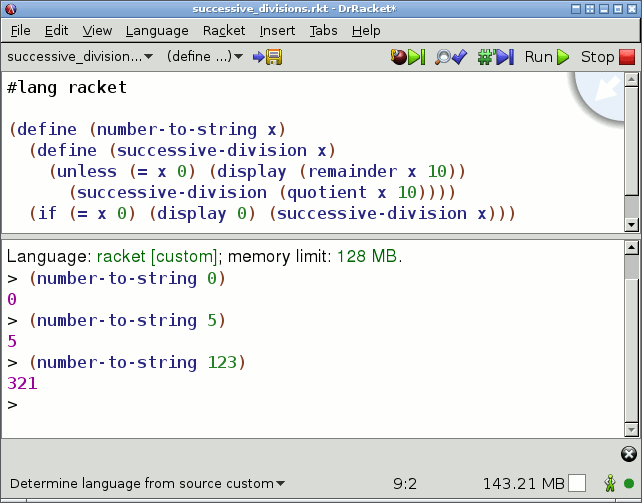 successive_divisions.rkt - DrRacket*
File Edit View Language Racket Insert Tabs Help
successive_division... (define ...) Run Stop
#lang racket
(define (number-to-string x)
  (define (successive-division x)
    (unless (= x 0) (display (remainder x 10))
      (successive-division (quotient x 10))))
  (if (= x 0) (display 0) (successive-division x)))
Language: racket [custom]; memory limit: 128 MB.
> (number-to-string 0)
0
> (number-to-string 5)
5
> (number-to-string 123)
321
>
Determine language from source custom 9:2 143.21 MB